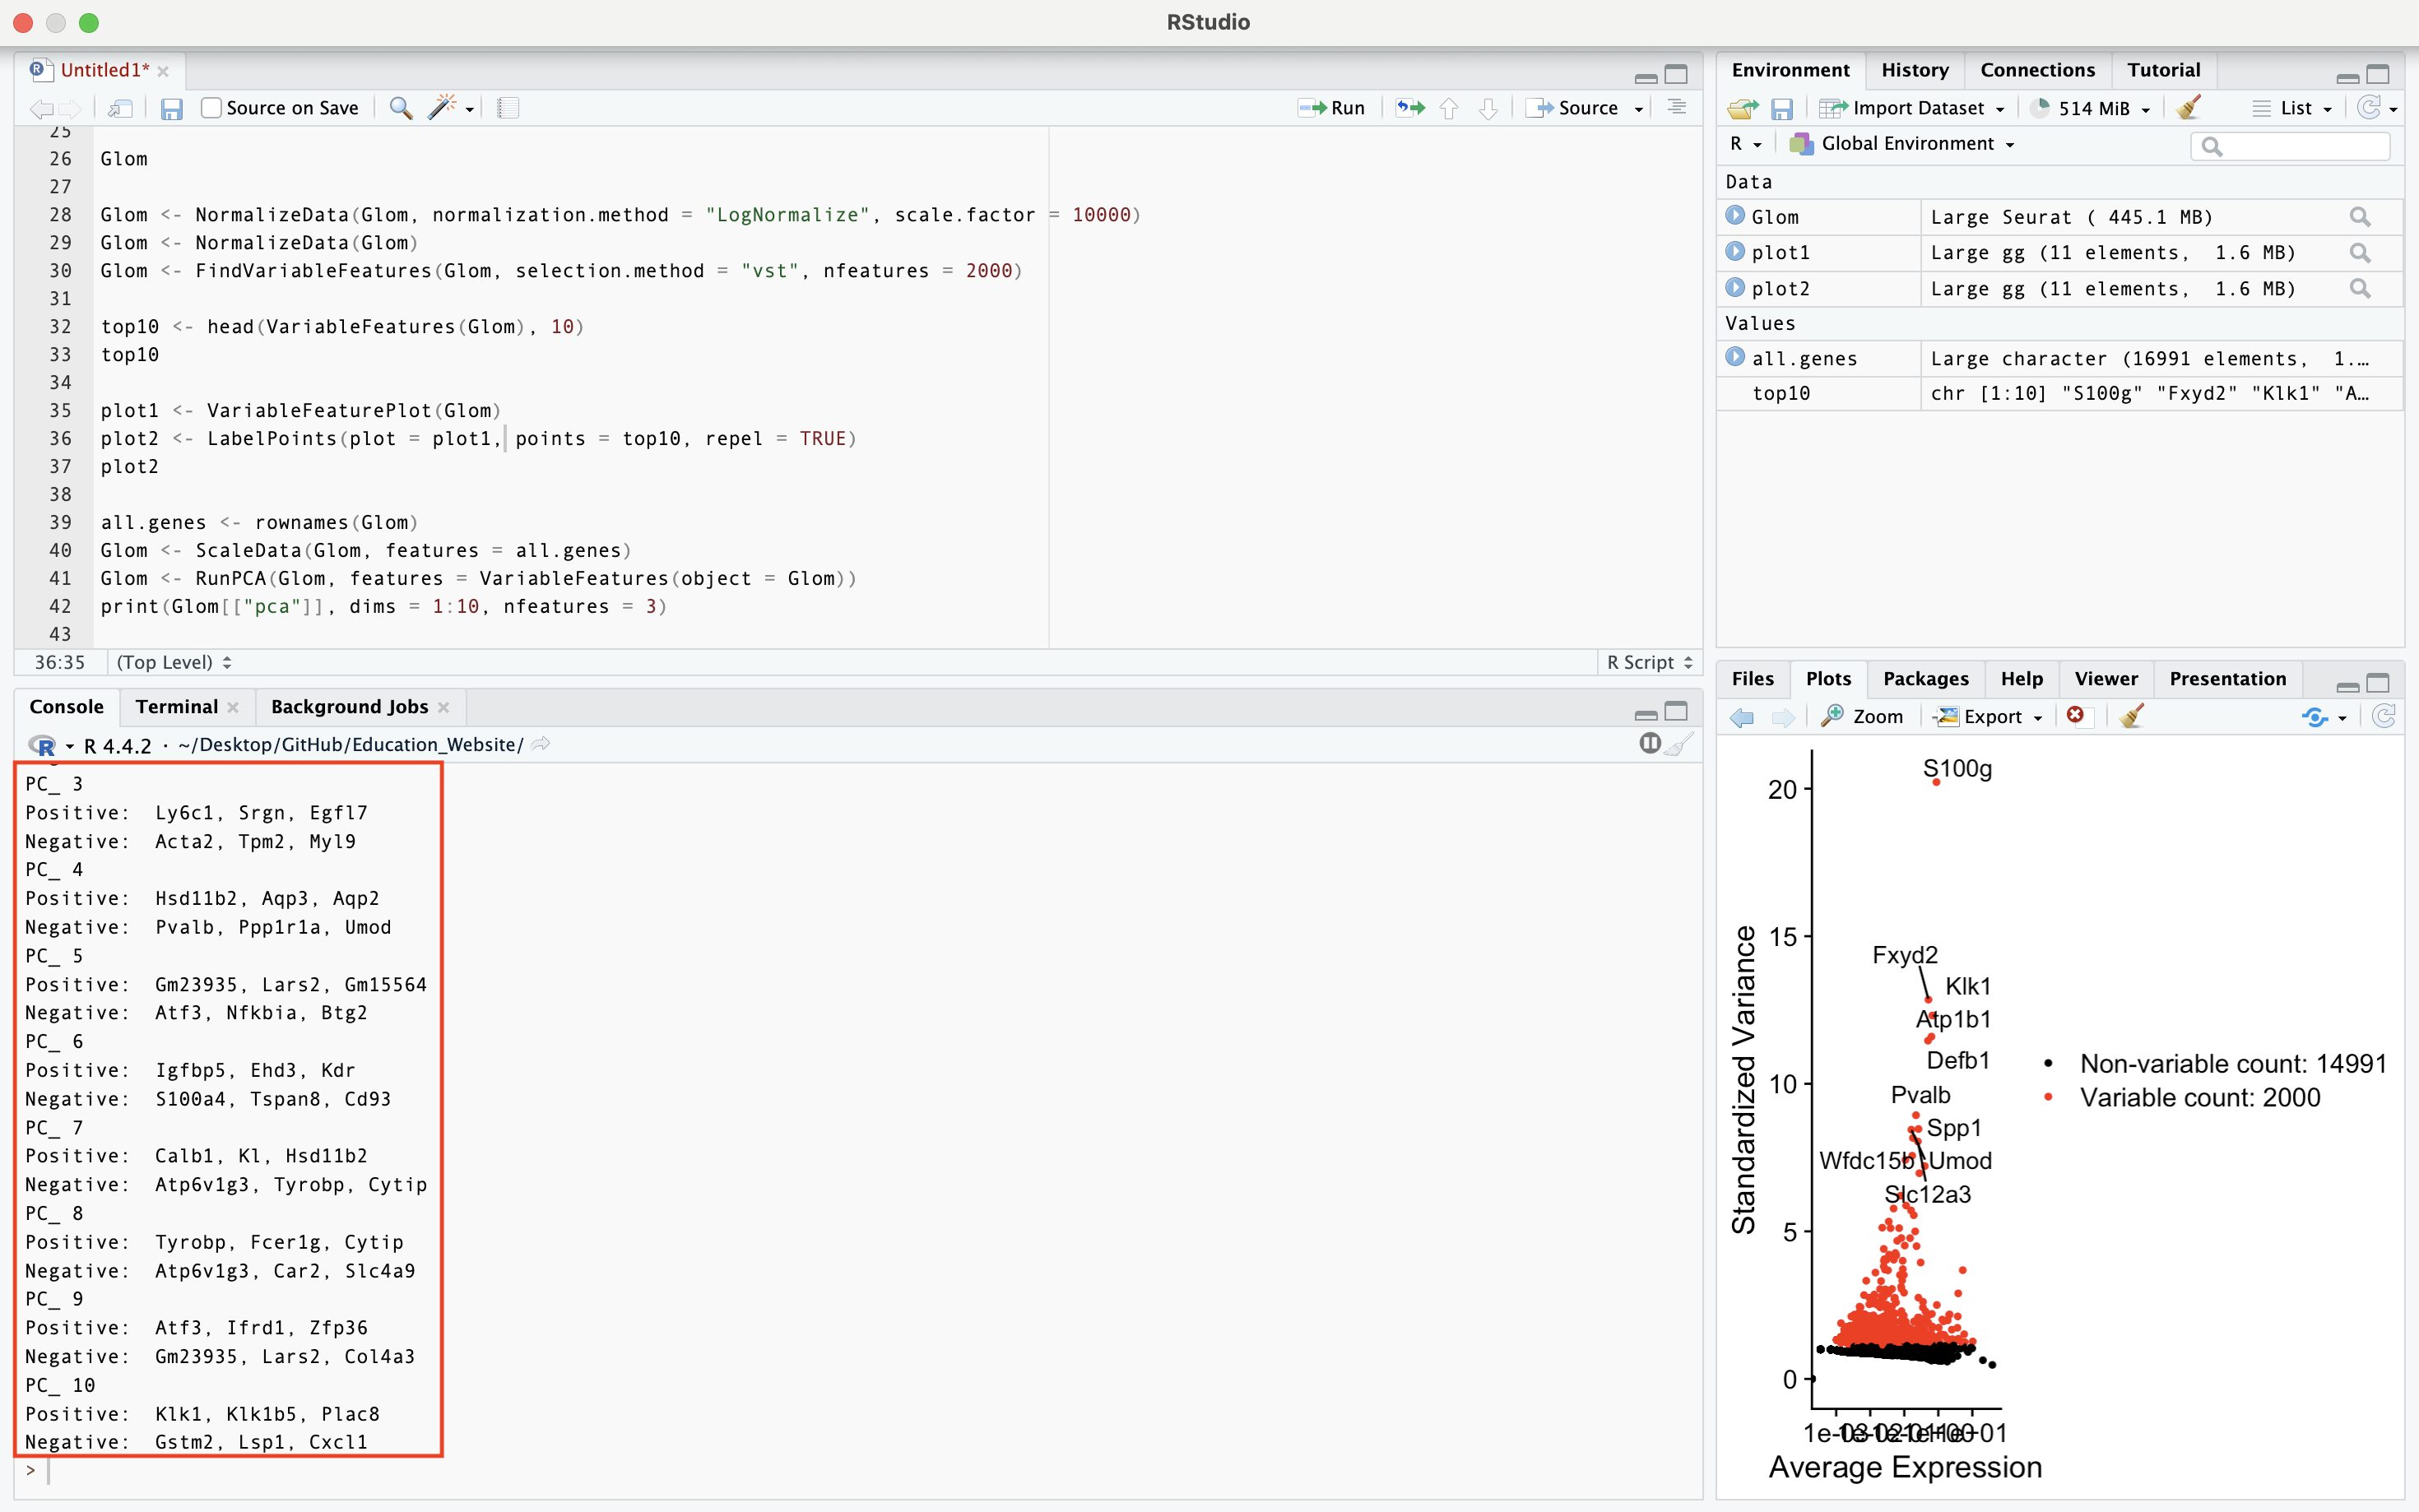 RStudio
Untitled1*
Source on Save
Run
Source
25
26 Glom
27
28 Glom <- NormalizeData(Glom, normalization.method = "LogNormalize", scale.factor = 10000)
29 Glom <- NormalizeData(Glom)
30 Glom <- FindVariableFeatures(Glom, selection.method = "vst", nfeatures = 2000)
31
32 top10 <- head(VariableFeatures(Glom), 10)
33 top10
34
35 plot1 <- VariableFeaturePlot(Glom)
36 plot2 <- LabelPoints(plot = plot1, points = top10, repel = TRUE)
37 plot2
38
39 all.genes <- rownames(Glom)
40 Glom <- ScaleData(Glom, features = all.genes)
41 Glom <- RunPCA(Glom, features = VariableFeatures(object = Glom))
42 print(Glom[["pca"]], dims = 1:10, nfeatures = 3)
43
36:35 (Top Level) R Script
Console Terminal Background Jobs
R 4.4.2 · ~/Desktop/GitHub/Education_Website/
PC_ 3
Positive:  Ly6c1, Srgn, Egfl7
Negative:  Acta2, Tpm2, Myl9
PC_ 4
Positive:  Hsd11b2, Aqp3, Aqp2
Negative:  Pvalb, Ppp1r1a, Umod
PC_ 5
Positive:  Gm23935, Lars2, Gm15564
Negative:  Atf3, Nfkbia, Btg2
PC_ 6
Positive:  Igfbp5, Ehd3, Kdr
Negative:  S100a4, Tspan8, Cd93
PC_ 7
Positive:  Calb1, Kl, Hsd11b2
Negative:  Atp6v1g3, Tyrobp, Cytip
PC_ 8
Positive:  Tyrobp, Fcer1g, Cytip
Negative:  Atp6v1g3, Car2, Slc4a9
PC_ 9
Positive:  Atf3, Ifrd1, Zfp36
Negative:  Gm23935, Lars2, Col4a3
PC_ 10
Positive:  Klk1, Klk1b5, Plac8
Negative:  Gstm2, Lsp1, Cxcl1
>
Environment History Connections Tutorial
Import Dataset 514 MiB List
R Global Environment
Data
Glom Large Seurat ( 445.1 MB)
plot1 Large gg (11 elements,  1.6 MB)
plot2 Large gg (11 elements,  1.6 MB)
Values
all.genes Large character (16991 elements,  1.…
top10 chr [1:10] "S100g" "Fxyd2" "Klk1" "A…
Files Plots Packages Help Viewer Presentation
Zoom Export
S100g
20
Fxyd2
15
Klk1
Atp1b1
Defb1
Non-variable count: 14991
10
Pvalb
Variable count: 2000
Spp1
Wfdc15b Umod
Slc12a3
5
0
Standardized Variance
Average Expression